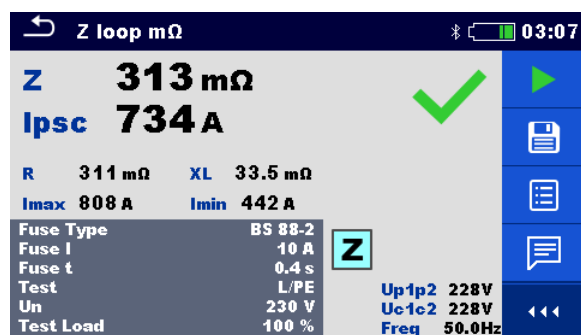 Z loop mΩ 03:07
Z 313 mΩ
Ipsc 734 A
R 311 mΩ XL 33.5 mΩ
Imax 808 A Imin 442 A
Fuse Type BS 88-2
Fuse I 10 A
Fuse t 0.4 s
Test L/PE
Un 230 V
Test Load 100 %
Z
Up1p2 228V
Uc1c2 228V
Freq 50.0Hz